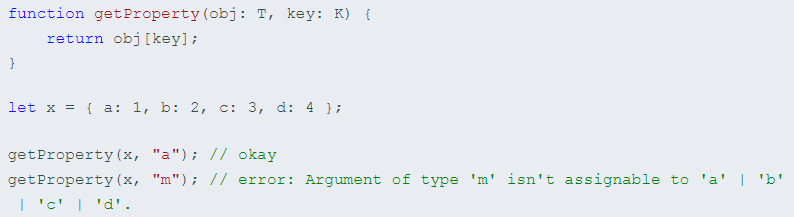 function getProperty(obj: T, key: K) {
    return obj[key];
}
let x = { a: 1, b: 2, c: 3, d: 4 };
getProperty(x, "a"); // okay
getProperty(x, "m"); // error: Argument of type 'm' isn't assignable to 'a' | 'b'
 | 'c' | 'd'.